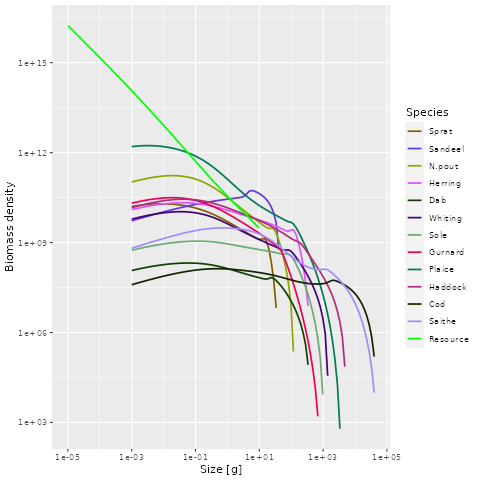 1e+15
1e+12
1e+09
1e+06
1e+03
Biomass density
1e-05
1e-03
1e-01
1e+01
1e+03
1e+05
Size [g]
Species
Sprat
Sandeel
N.pout
Herring
Dab
Whiting
Sole
Gurnard
Plaice
Haddock
Cod
Saithe
Resource